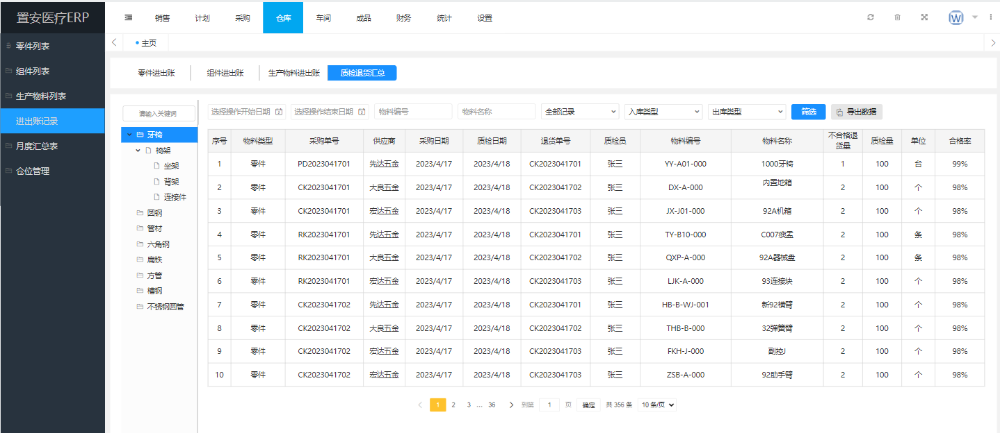 置安医疗ERP
销售 计划 采购 仓库 车间 成品 财务 统计 设置
W
零件列表
组件列表
生产物料列表
进出账记录
月度汇总表
仓位管理
主页
零件进出账 组件进出账 生产物料进出账 质检退货汇总
请输入关键词
牙椅
椅架
坐架
背架
连接件
圆钢
管材
六角钢
扁铁
方管
槽钢
不锈钢圆管
选择操作开始日期 选择操作结束日期 物料编号 物料名称 全部记录 入库类型 出库类型 筛选 导出数据
序号 物料类型 采购单号 供应商 采购日期 质检日期 退货单号 质检员 物料编号 物料名称 不合格退货量 质检量 单位 合格率
1 零件 PD2023041701 先达五金 2023/4/17 2023/4/18 CK2023041701 张三 YY-A01-000 1000牙椅 1 100 台 99%
2 零件 CK2023041701 大良五金 2023/4/17 2023/4/18 CK2023041702 张三 DX-A-000 内置地箱 2 100 个 98%
3 零件 CK2023041701 宏达五金 2023/4/17 2023/4/18 CK2023041703 张三 JX-J01-000 92A机箱 2 100 个 98%
4 零件 RK2023041701 先达五金 2023/4/17 2023/4/18 CK2023041701 张三 TY-B10-000 C007痰盂 2 100 条 98%
5 零件 RK2023041701 大良五金 2023/4/17 2023/4/18 CK2023041702 张三 QXP-A-000 92A器械盘 2 100 条 98%
6 零件 RK2023041701 宏达五金 2023/4/17 2023/4/18 CK2023041703 张三 LJK-A-000 93连接块 2 100 个 98%
7 零件 CK2023041702 先达五金 2023/4/17 2023/4/18 CK2023041701 张三 HB-B-WJ-001 新92横臂 2 100 个 98%
8 零件 CK2023041702 大良五金 2023/4/17 2023/4/18 CK2023041702 张三 THB-B-000 32弹簧臂 2 100 个 98%
9 零件 CK2023041702 宏达五金 2023/4/17 2023/4/18 CK2023041703 张三 FKH-J-000 副控J 2 100 个 98%
10 零件 CK2023041702 宏达五金 2023/4/17 2023/4/18 CK2023041703 张三 ZSB-A-000 92助手臂 2 100 个 98%
1 2 3 ... 36 到第 1 页 确定 共 356 条 10 条/页